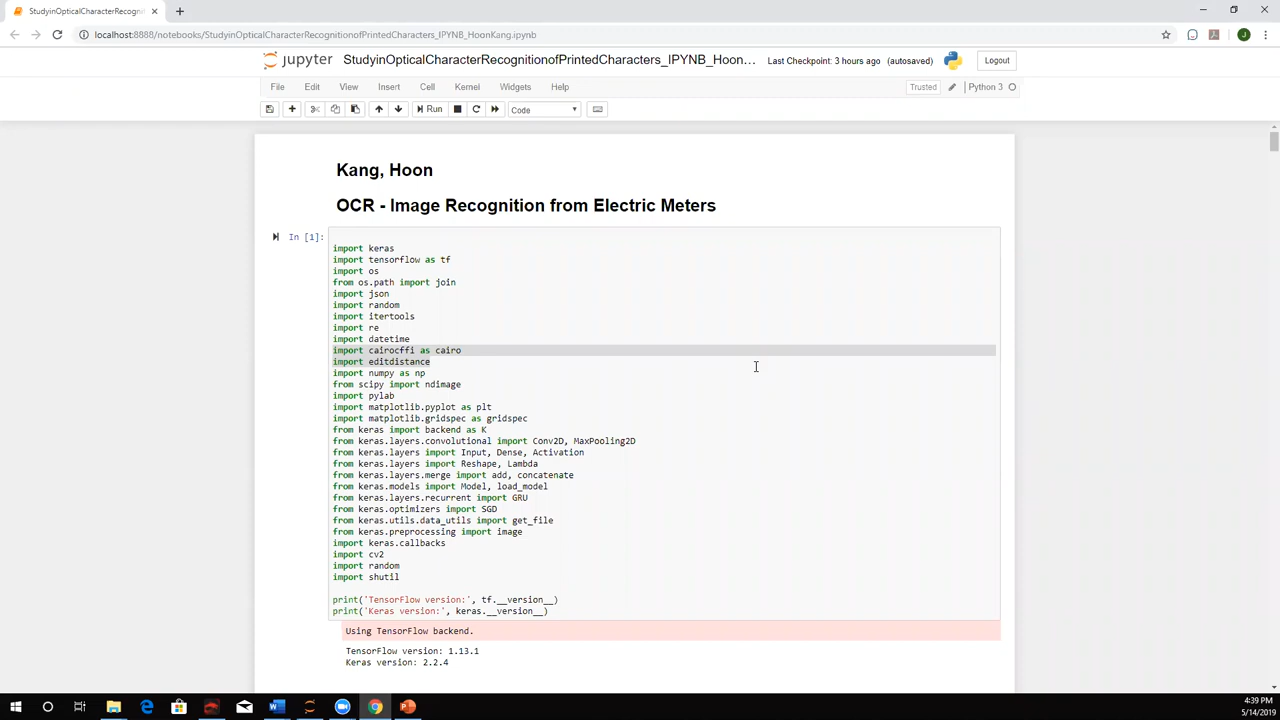 StudyinOpticalCharacterRecognit
localhost:8888/notebooks/StudyinOpticalCharacterRecognitionofPrintedCharacters_IPYNB_HoonKang.ipynb
J
jupyter StudyinOpticalCharacterRecognitionofPrintedCharacters_IPYNB_Hoon... Last Checkpoint: 3 hours ago (autosaved) Logout
File Edit View Insert Cell Kernel Widgets Help Trusted Python 3
Run Code
Kang, Hoon
OCR - Image Recognition from Electric Meters
In [1]:
import keras
import tensorflow as tf
import os
from os.path import join
import json
import random
import itertools
import re
import datetime
import cairocffi as cairo
import editdistance
import numpy as np
from scipy import ndimage
import pylab
import matplotlib.pyplot as plt
import matplotlib.gridspec as gridspec
from keras import backend as K
from keras.layers.convolutional import Conv2D, MaxPooling2D
from keras.layers import Input, Dense, Activation
from keras.layers import Reshape, Lambda
from keras.layers.merge import add, concatenate
from keras.models import Model, load_model
from keras.layers.recurrent import GRU
from keras.optimizers import SGD
from keras.utils.data_utils import get_file
from keras.preprocessing import image
import keras.callbacks
import cv2
import random
import shutil
print('TensorFlow version:', tf.__version__)
print('Keras version:', keras.__version__)
Using TensorFlow backend.
TensorFlow version: 1.13.1
Keras version: 2.2.4
4:39 PM
5/14/2019